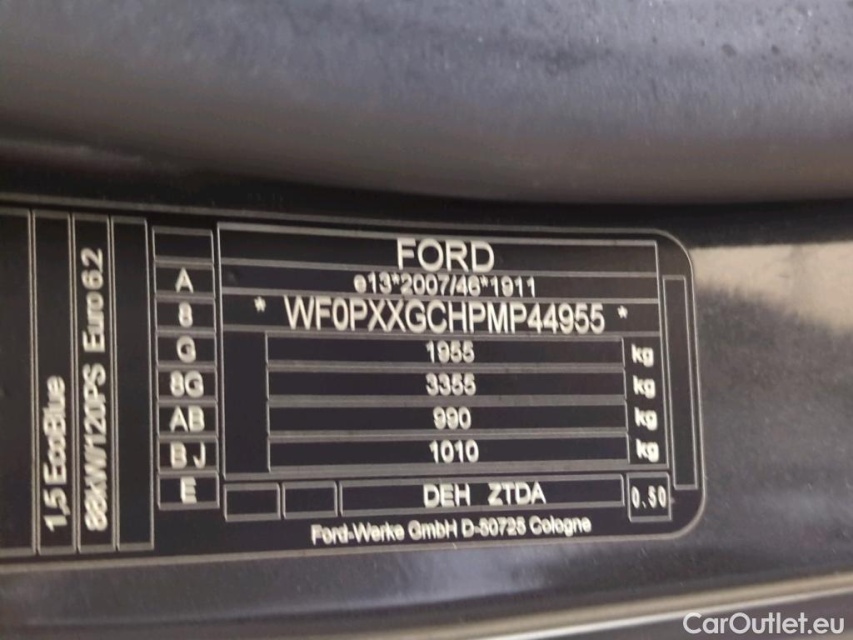 FORD
e13*2007/46*1911
* WF0PXXGCHPMP44955 *
1955 kg
3355 kg
990 kg
1010 kg
DEH ZTDA 0.50
Ford-Werke GmbH D-50725 Cologne
A
8
G
8G
AB
BJ
E
1,5 EcoBlue
88kW/120PS Euro 6.2
CarOutlet.eu